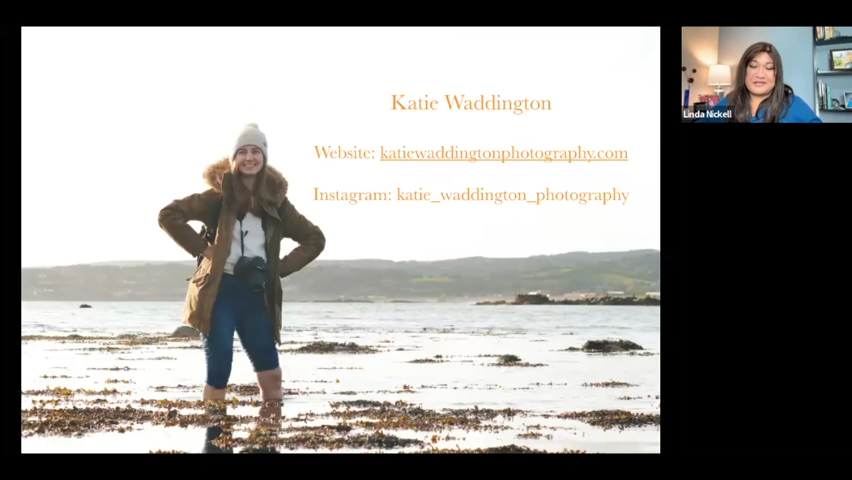 Katie Waddington
Website: katiewaddingtonphotography.com
Instagram: katie_waddington_photography
Linda Nickell